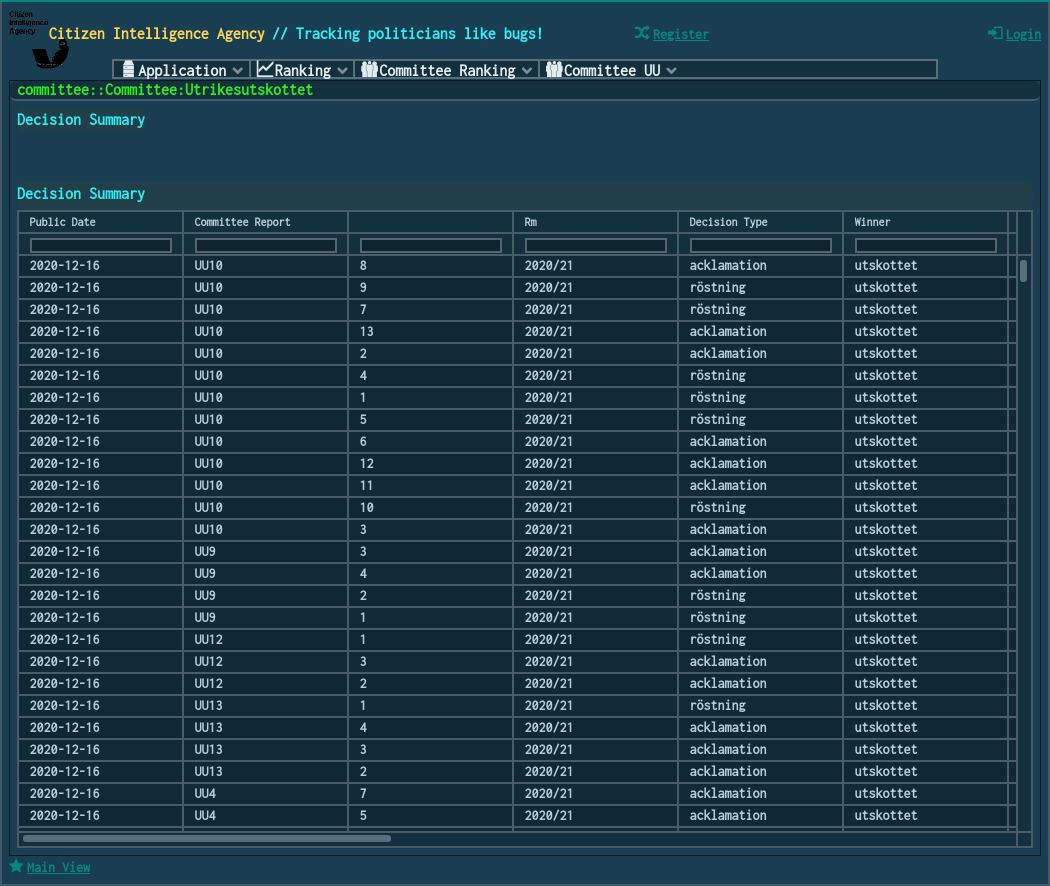 Citizen
Intelligence
Agency
Citizen Intelligence Agency // Tracking politicians like bugs!
Register
Login
Application Ranking Committee Ranking Committee UU
committee::Committee:Utrikesutskottet
Decision Summary
Decision Summary
Public Date Committee Report Rm Decision Type Winner
2020-12-16 UU10 8 2020/21 acklamation utskottet
2020-12-16 UU10 9 2020/21 röstning utskottet
2020-12-16 UU10 7 2020/21 röstning utskottet
2020-12-16 UU10 13 2020/21 acklamation utskottet
2020-12-16 UU10 2 2020/21 acklamation utskottet
2020-12-16 UU10 4 2020/21 röstning utskottet
2020-12-16 UU10 1 2020/21 röstning utskottet
2020-12-16 UU10 5 2020/21 röstning utskottet
2020-12-16 UU10 6 2020/21 acklamation utskottet
2020-12-16 UU10 12 2020/21 acklamation utskottet
2020-12-16 UU10 11 2020/21 acklamation utskottet
2020-12-16 UU10 10 2020/21 röstning utskottet
2020-12-16 UU10 3 2020/21 acklamation utskottet
2020-12-16 UU9 3 2020/21 acklamation utskottet
2020-12-16 UU9 4 2020/21 acklamation utskottet
2020-12-16 UU9 2 2020/21 röstning utskottet
2020-12-16 UU9 1 2020/21 röstning utskottet
2020-12-16 UU12 1 2020/21 röstning utskottet
2020-12-16 UU12 3 2020/21 acklamation utskottet
2020-12-16 UU12 2 2020/21 acklamation utskottet
2020-12-16 UU13 1 2020/21 röstning utskottet
2020-12-16 UU13 4 2020/21 acklamation utskottet
2020-12-16 UU13 3 2020/21 acklamation utskottet
2020-12-16 UU13 2 2020/21 acklamation utskottet
2020-12-16 UU4 7 2020/21 acklamation utskottet
2020-12-16 UU4 5 2020/21 acklamation utskottet
Main View